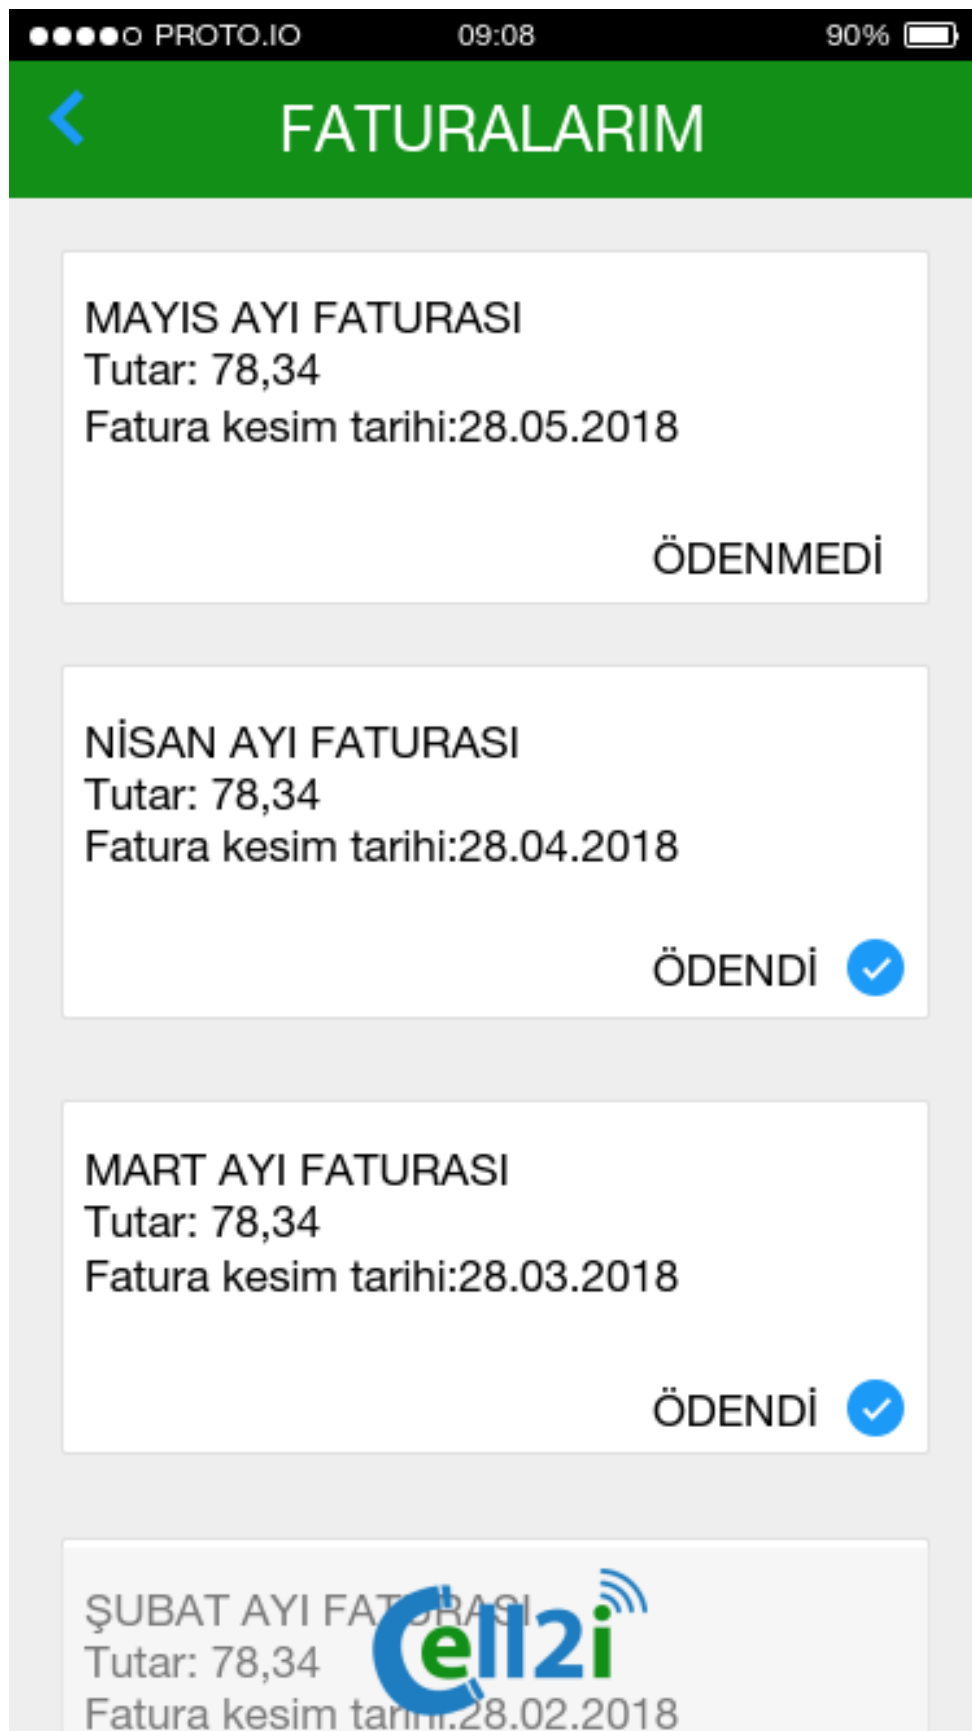 PROTO.IO 09:08 90%
FATURALARIM
MAYIS AYI FATURASI
Tutar: 78,34
Fatura kesim tarihi:28.05.2018
ÖDENMEDİ
NİSAN AYI FATURASI
Tutar: 78,34
Fatura kesim tarihi:28.04.2018
ÖDENDİ
MART AYI FATURASI
Tutar: 78,34
Fatura kesim tarihi:28.03.2018
ÖDENDİ
ŞUBAT AYI FATURASI
Cell2i
Tutar: 78,34
Fatura kesim tarihi:28.02.2018